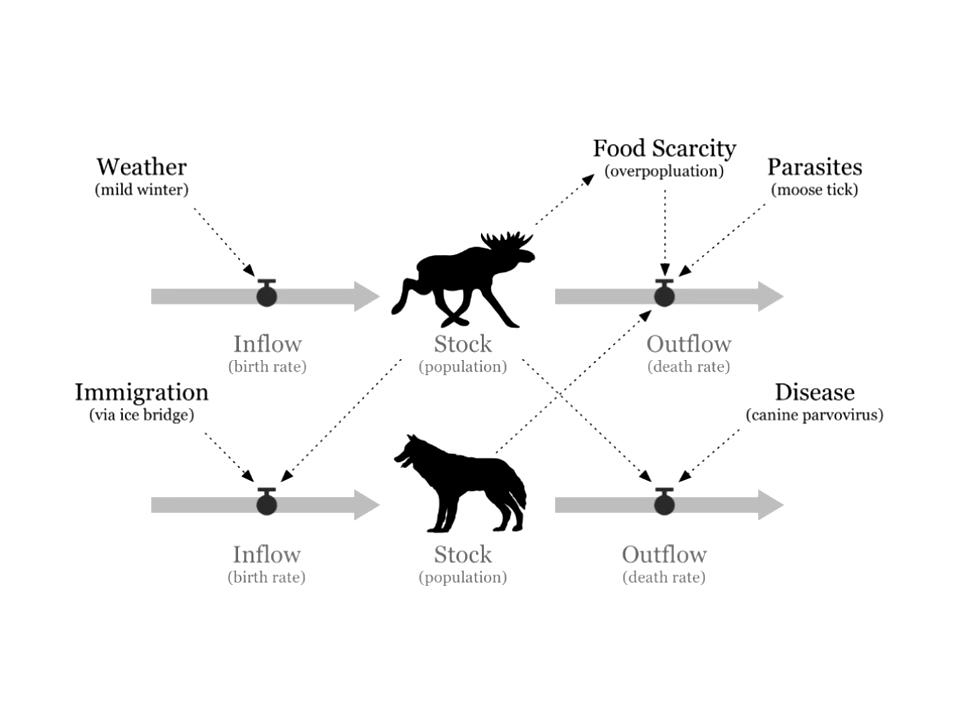 Weather
(mild winter)
Food Scarcity
(overpopluation)
Parasites
(moose tick)
Inflow
(birth rate)
Stock
(population)
Outflow
(death rate)
Immigration
(via ice bridge)
Disease
(canine parvovirus)
Inflow
(birth rate)
Stock
(population)
Outflow
(death rate)